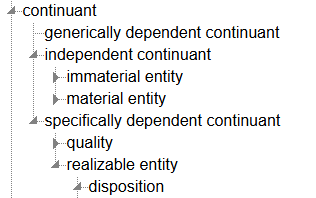 continuant
generically dependent continuant
independent continuant
immaterial entity
material entity
specifically dependent continuant
quality
realizable entity
disposition